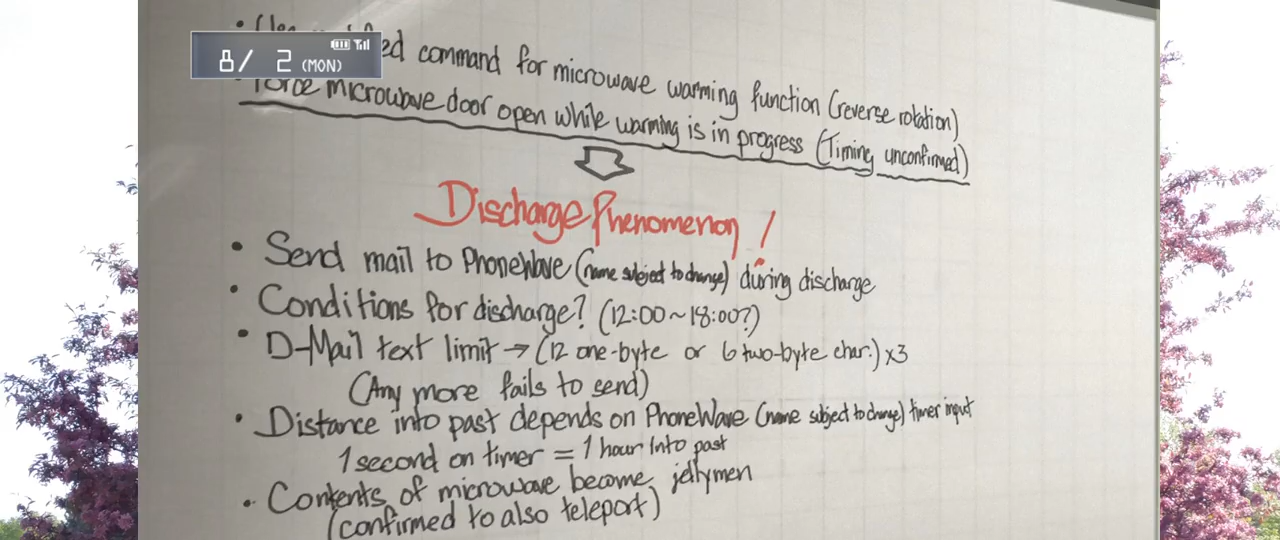 8/ 2 (MON)
command for microwave warming function (reverse rotation)
Force microwave door open while warming is in progress (Timing unconfirmed)
Discharge Phenomenon!
• Send mail to PhoneWave (name subject to change) during discharge
• Conditions for discharge? (12:00~18:00?)
• D-Mail text limit → (12 one-byte or 6 two-byte char.) x3
(Any more fails to send)
• Distance into past depends on PhoneWave (name subject to change) timer input
1 second on timer = 1 hour into past
• Contents of microwave become jellymen
(confirmed to also teleport)